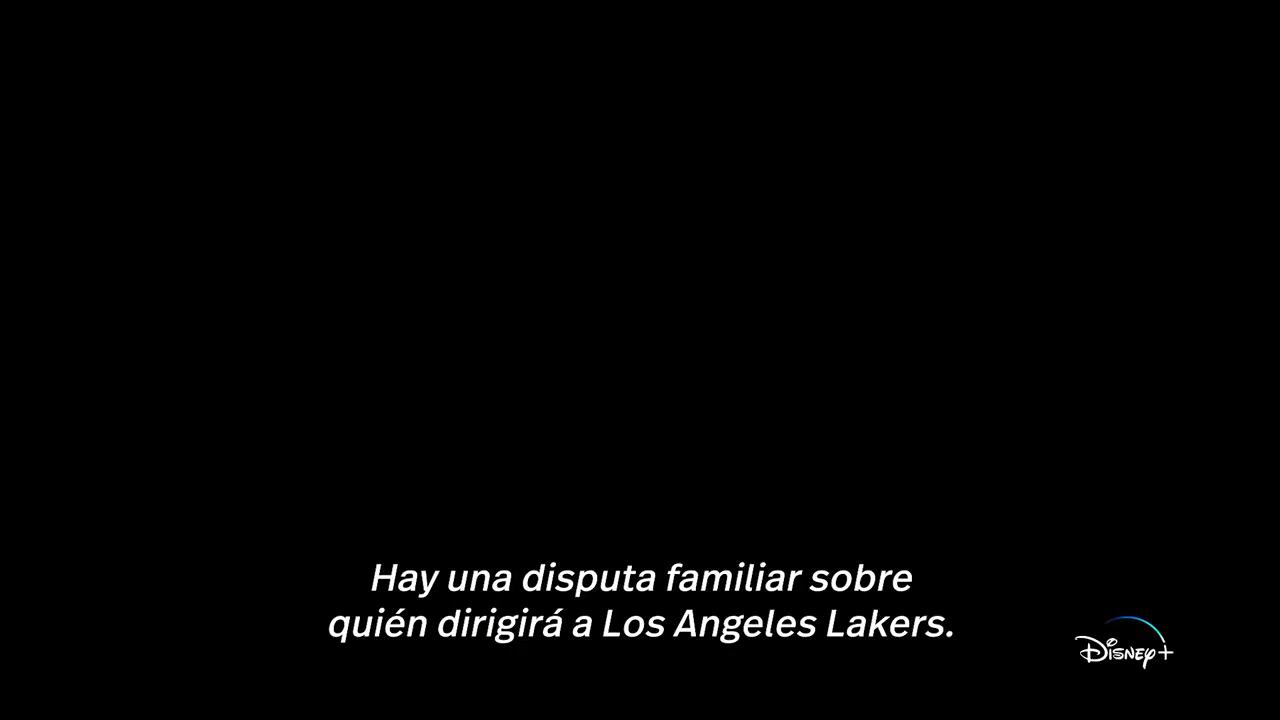 Hay una disputa familiar sobre
quién dirigirá a Los Angeles Lakers.
Disney+